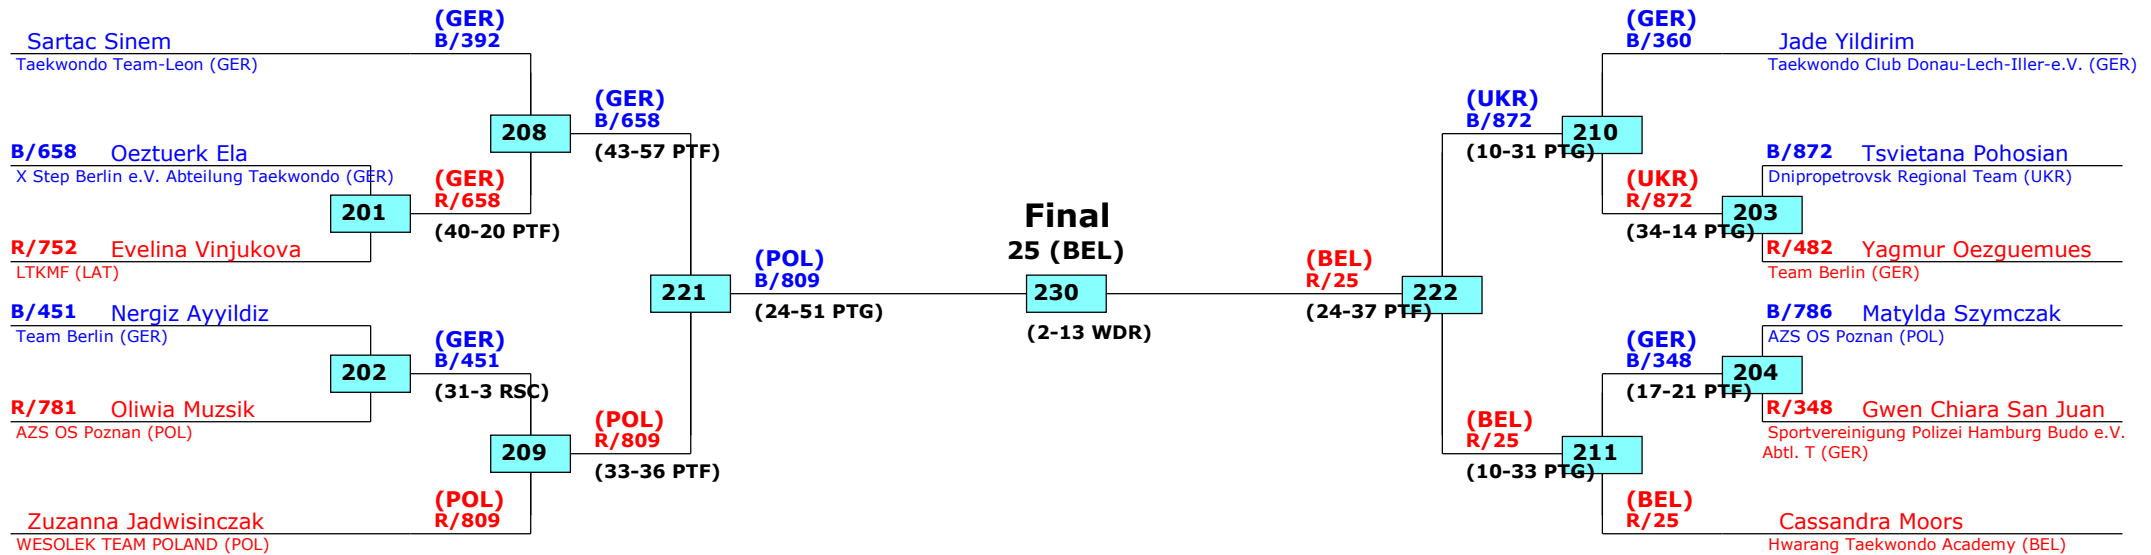 (GER)
B/392
Sartac Sinem
Taekwondo Team-Leon (GER)
B/658 Oeztuerk Ela
X Step Berlin e.V. Abteilung Taekwondo (GER)
201
R/752 Evelina Vinjukova
LTKMF (LAT)
(GER)
R/658
(40-20 PTF)
208
(GER)
B/658
(43-57 PTF)
B/451 Nergiz Ayyildiz
Team Berlin (GER)
202
R/781 Oliwia Muzsik
AZS OS Poznan (POL)
(GER)
B/451
(31-3 RSC)
209
(POL)
R/809
(33-36 PTF)
(POL)
R/809
Zuzanna Jadwisinczak
WESOLEK TEAM POLAND (POL)
221
(POL)
B/809
(24-51 PTG)
Final
25 (BEL)
230
(2-13 WDR)
(BEL)
R/25
(24-37 PTF)
222
(UKR)
B/872
(10-31 PTG)
210
(GER)
B/360
Jade Yildirim
Taekwondo Club Donau-Lech-Iller-e.V. (GER)
(UKR)
R/872
(34-14 PTG)
203
B/872 Tsvietana Pohosian
Dnipropetrovsk Regional Team (UKR)
R/482 Yagmur Oezguemues
Team Berlin (GER)
(BEL)
R/25
(10-33 PTG)
211
(GER)
B/348
(17-21 PTF)
204
B/786 Matylda Szymczak
AZS OS Poznan (POL)
R/348 Gwen Chiara San Juan
Sportvereinigung Polizei Hamburg Budo e.V.
Abtl. T (GER)
(BEL)
R/25
Cassandra Moors
Hwarang Taekwondo Academy (BEL)